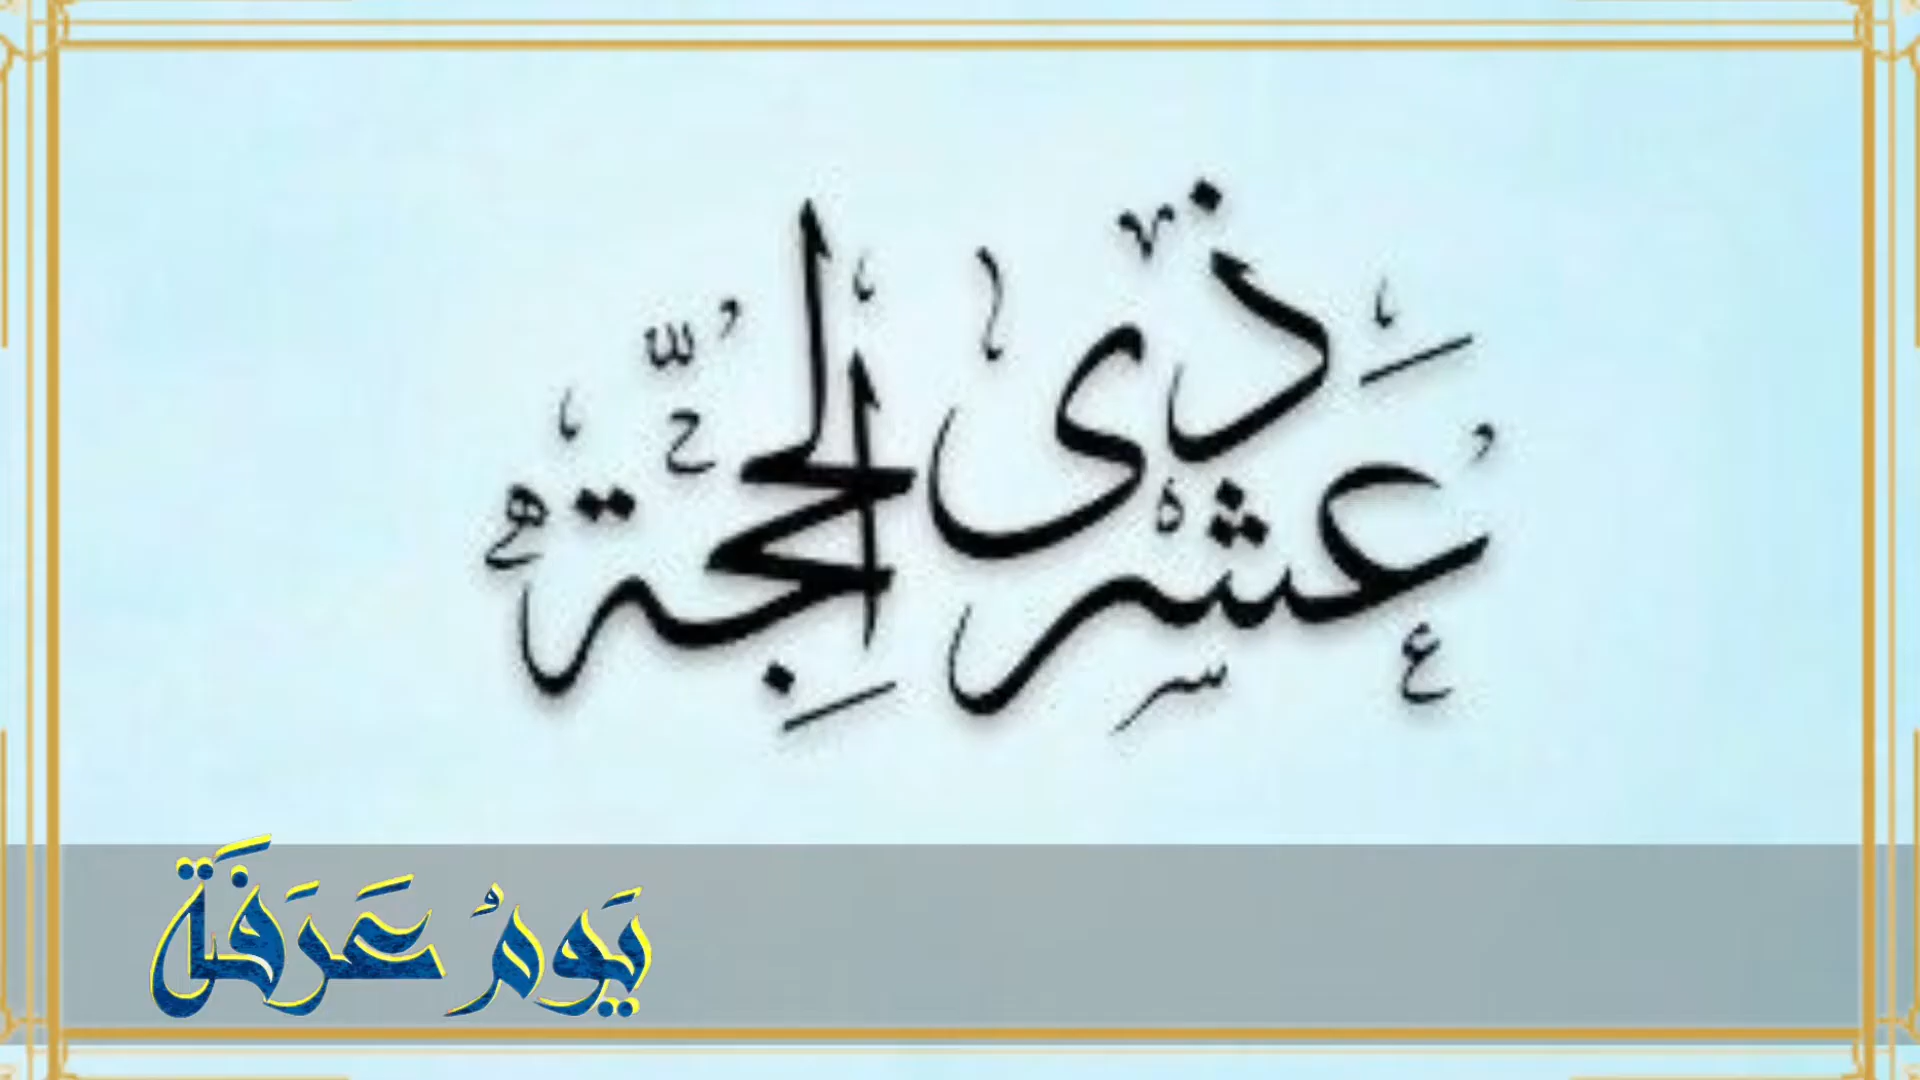 عشر ذي الحجة
يَومُ عَرَفَة